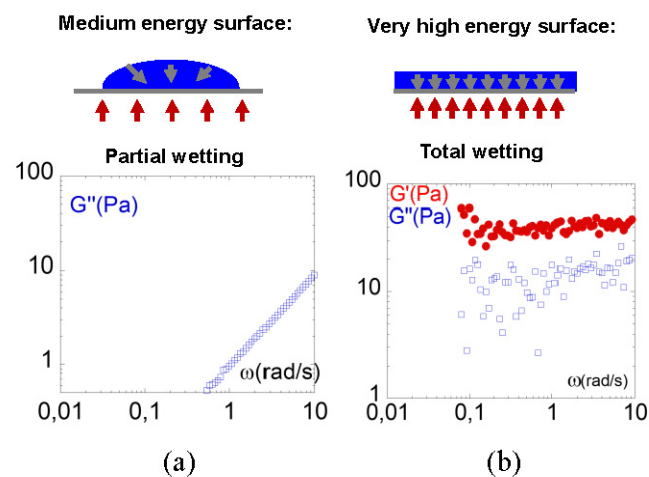 Medium energy surface:
Very high energy surface:
Partial wetting
Total wetting
100
G''(Pa)
10
1
ω(rad/s)
0,01
0,1
1
10
100
G'(Pa)
G''(Pa)
10
1
ω(rad/s)
0,01
0,1
1
10
(a)
(b)